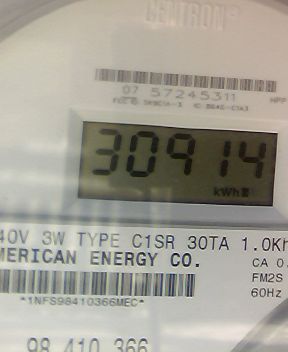 CENTRON®
07 57245311
30914
kWh
40V 3W TYPE C1SR 30TA 1.0Kh
MERICAN ENERGY CO.
CA 0.
FM2S
60Hz
*1NFS98410366MEC*
98 410 366